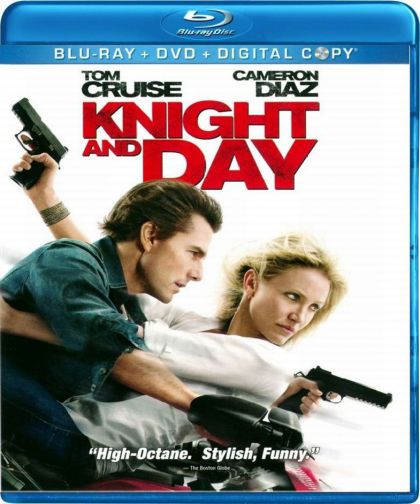 Blu-ray Disc
BLU-RAY + DVD + DIGITAL COPY
TOM CRUISE
CAMERON DIAZ
KNIGHT
AND DAY
"High-Octane. Stylish, Funny."
— The Boston Globe